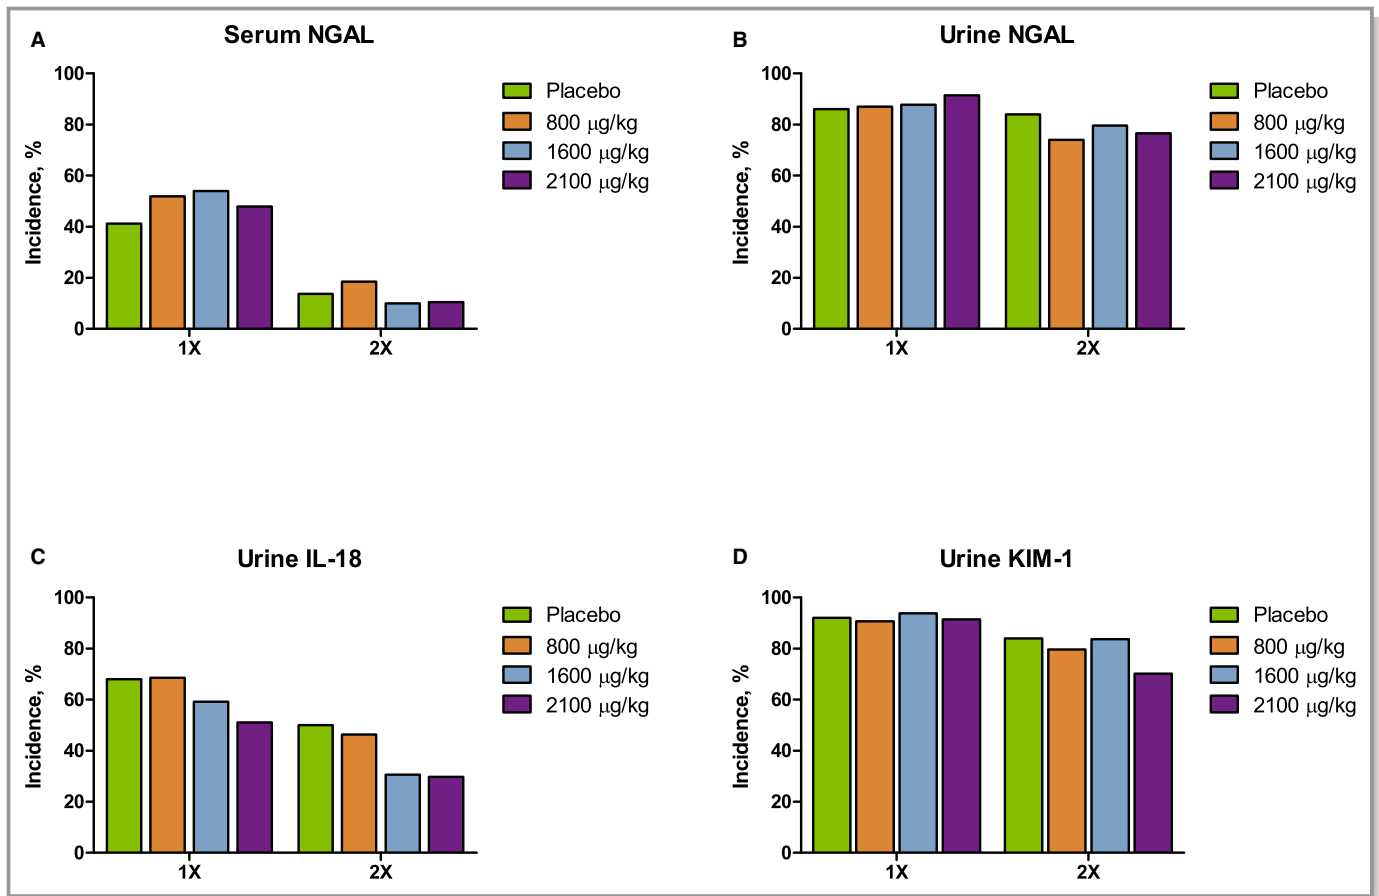 A
Serum NGAL
Incidence, %
100
80
60
40
20
0
1X
2X
Placebo
800 µg/kg
1600 µg/kg
2100 µg/kg
B
Urine NGAL
Incidence, %
100
80
60
40
20
0
1X
2X
Placebo
800 µg/kg
1600 µg/kg
2100 µg/kg
C
Urine IL-18
Incidence, %
100
80
60
40
20
0
1X
2X
Placebo
800 µg/kg
1600 µg/kg
2100 µg/kg
D
Urine KIM-1
Incidence, %
100
80
60
40
20
0
1X
2X
Placebo
800 µg/kg
1600 µg/kg
2100 µg/kg